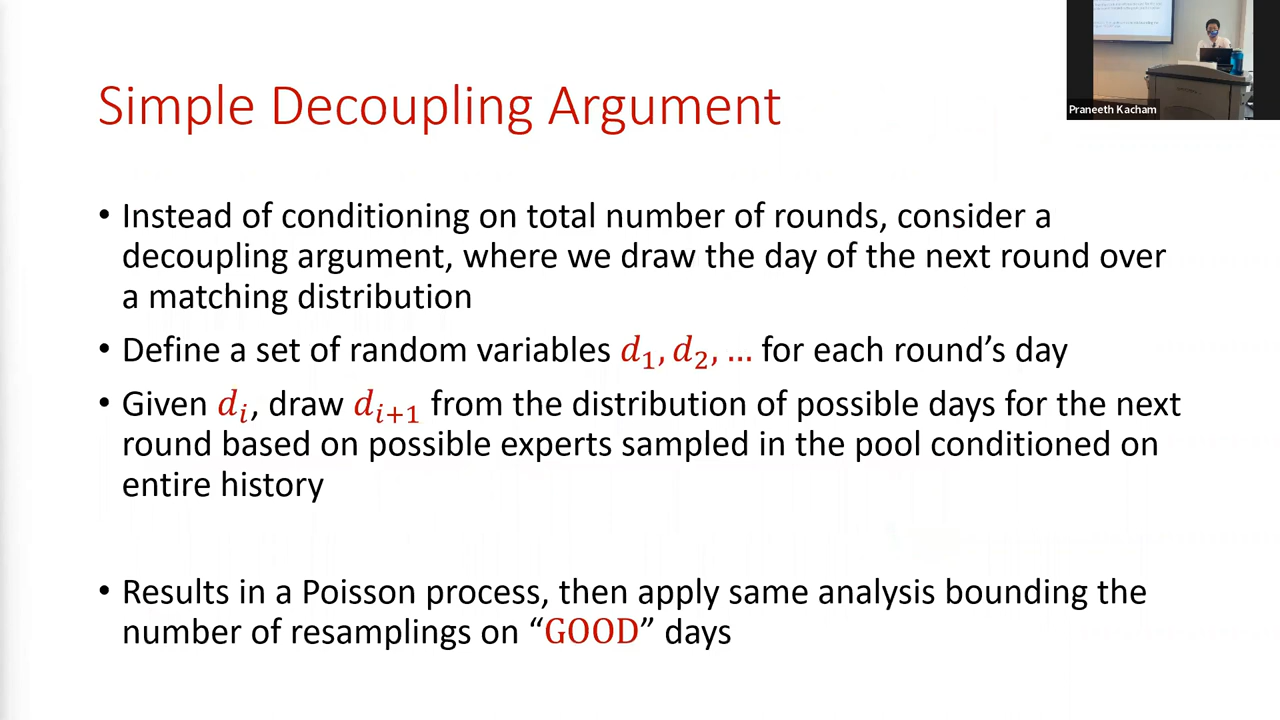 Simple Decoupling Argument
Praneeth Kacham
• Instead of conditioning on total number of rounds, consider a
decoupling argument, where we draw the day of the next round over
a matching distribution
• Define a set of random variables d₁, d₂, … for each round’s day
• Given dᵢ, draw dᵢ₊₁ from the distribution of possible days for the next
round based on possible experts sampled in the pool conditioned on
entire history
• Results in a Poisson process, then apply same analysis bounding the
number of resamplings on “GOOD” days